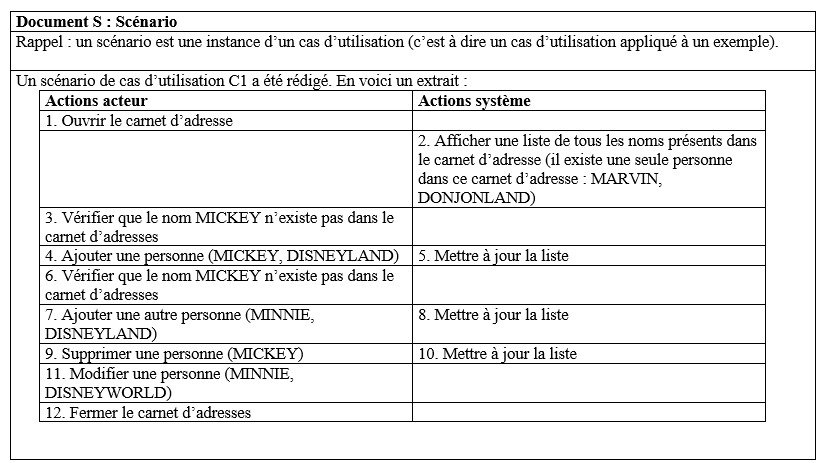 Document S : Scénario
Rappel : un scénario est une instance d’un cas d’utilisation (c’est à dire un cas d’utilisation appliqué à un exemple).
Un scénario de cas d’utilisation C1 a été rédigé. En voici un extrait :
Actions acteur
Actions système
1. Ouvrir le carnet d’adresse
2. Afficher une liste de tous les noms présents dans
le carnet d’adresse (il existe une seule personne
dans ce carnet d’adresse : MARVIN,
DONJONLAND)
3. Vérifier que le nom MICKEY n’existe pas dans le
carnet d’adresses
4. Ajouter une personne (MICKEY, DISNEYLAND)
5. Mettre à jour la liste
6. Vérifier que le nom MICKEY n’existe pas dans le
carnet d’adresses
7. Ajouter une autre personne (MINNIE,
DISNEYLAND)
8. Mettre à jour la liste
9. Supprimer une personne (MICKEY)
10. Mettre à jour la liste
11. Modifier une personne (MINNIE,
DISNEYWORLD)
12. Fermer le carnet d’adresses